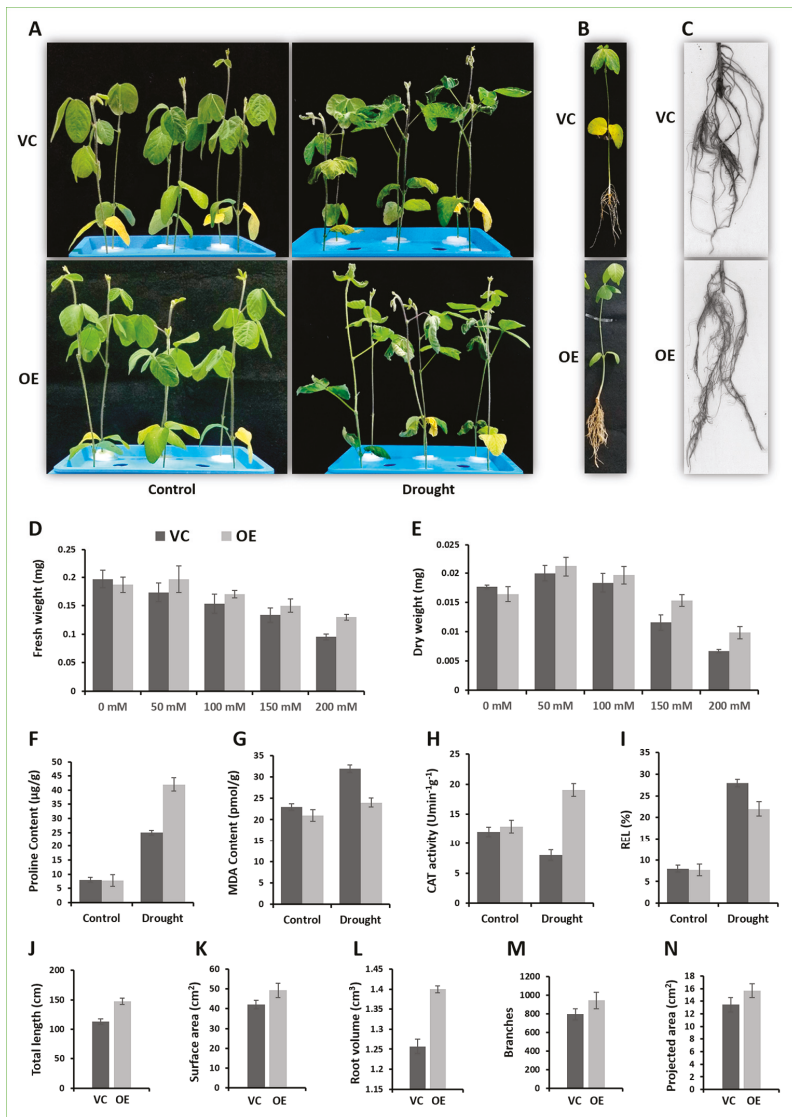 A
B
C
VC
VC
VC
OE
OE
OE
Control
Drought
D
VC
OE
Fresh wieght (mg)
0.25
0.2
0.15
0.1
0.05
0
0 mM
50 mM
100 mM
150 mM
200 mM
E
Dry weight (mg)
0.025
0.02
0.015
0.01
0.005
0
0 mM
50 mM
100 mM
150 mM
200 mM
F
Proline Content (µg/g)
50
45
40
35
30
25
20
15
10
5
0
Control
Drought
G
MDA Content (pmol/g)
35
30
25
20
15
10
5
0
Control
Drought
H
CAT activity (Umin⁻¹g⁻¹)
25
20
15
10
5
0
Control
Drought
I
REL (%)
35
30
25
20
15
10
5
0
Control
Drought
J
Total length (cm)
200
150
100
50
0
VC
OE
K
Surface area (cm²)
60
50
40
30
20
10
0
VC
OE
L
Root volume (cm³)
1.45
1.4
1.35
1.3
1.25
1.2
1.15
VC
OE
M
Branches
1200
1000
800
600
400
200
0
VC
OE
N
Projected area (cm²)
18
16
14
12
10
8
6
4
2
0
VC
OE